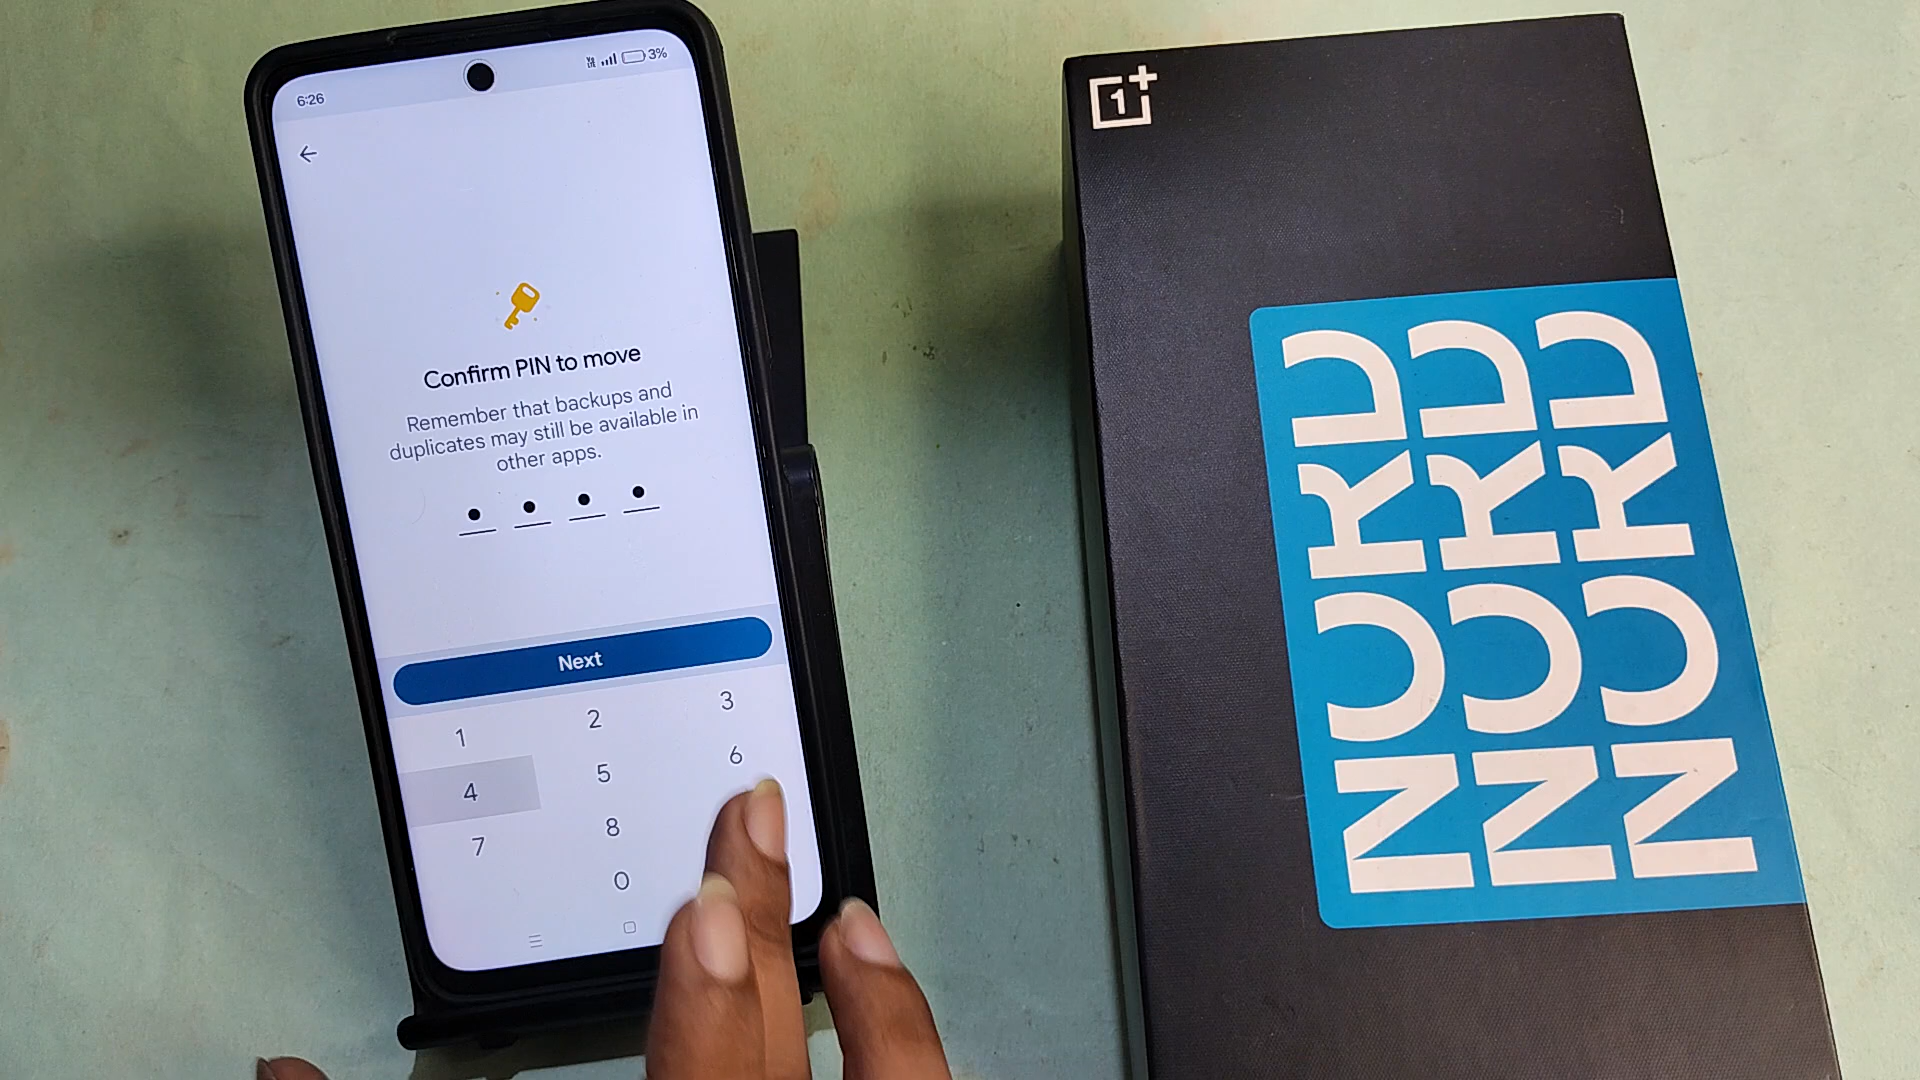 6:26
3%
Confirm PIN to move
Remember that backups and
duplicates may still be available in
other apps.
Next
1 2 3
4 5 6
7 8
0
1+
NORD
NORD
NORD